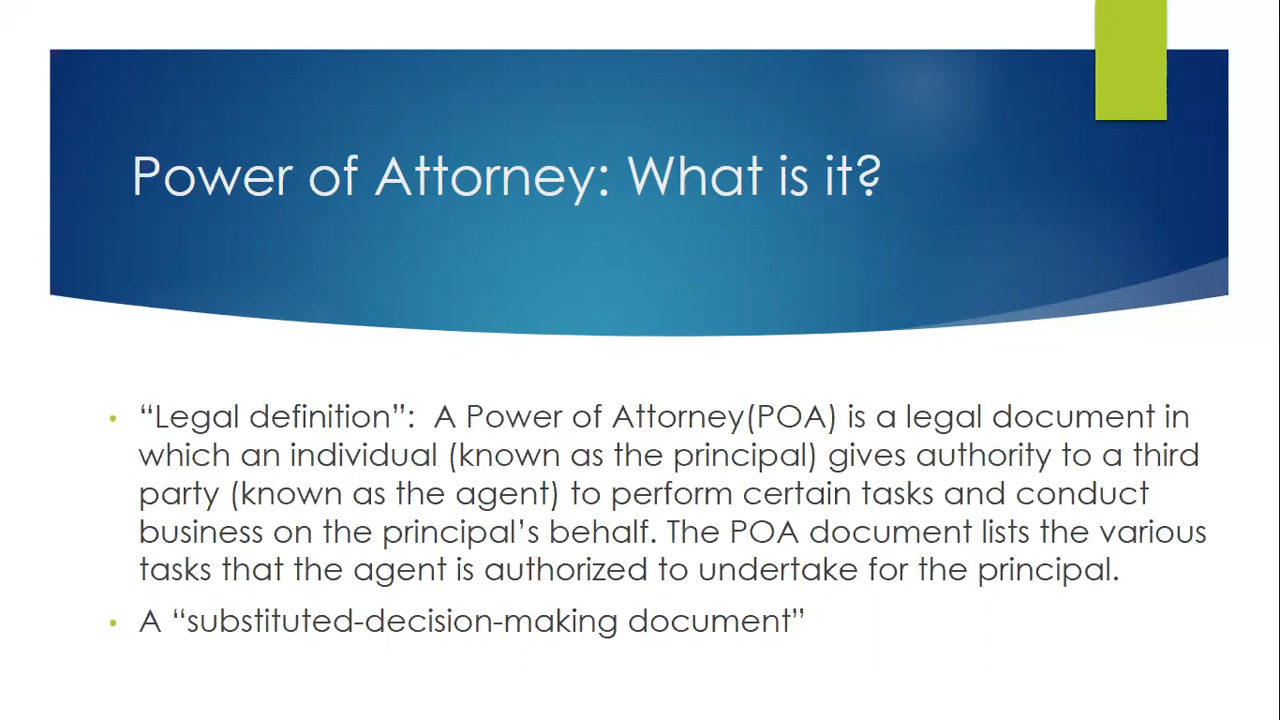 Power of Attorney: What is it?
• “Legal definition”:  A Power of Attorney(POA) is a legal document in
which an individual (known as the principal) gives authority to a third
party (known as the agent) to perform certain tasks and conduct
business on the principal’s behalf. The POA document lists the various
tasks that the agent is authorized to undertake for the principal.
• A “substituted-decision-making document”